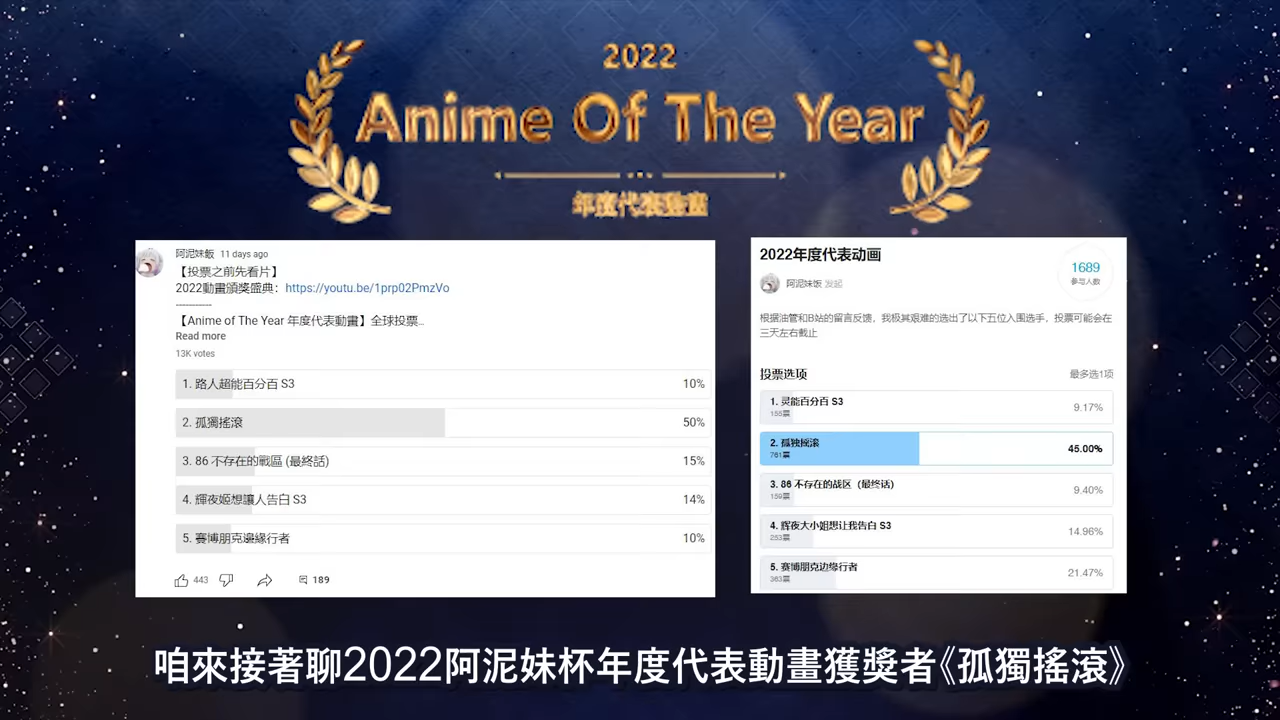 2022
Anime Of The Year
年度代表動畫
阿泥妹飯 11 days ago
【投票之前先看片】
2022動畫頒獎盛典：https://youtu.be/1prp02PmzVo
-----------
【Anime of The Year 年度代表動畫】全球投票...
Read more
13K votes
1. 路人超能百分百 S3 10%
2. 孤獨搖滾 50%
3. 86 不存在的戰區 (最終話) 15%
4. 輝夜姬想讓人告白 S3 14%
5. 賽博朋克邊緣行者 10%
443 189
2022年度代表动画
1689
参与人数
阿泥妹饭 发起
根据油管和B站的留言反馈，我极其艰难的选出了以下五位入围选手，投票可能会在
三天左右截止
投票选项 最多选1项
1. 灵能百分百 S3
155票 9.17%
2. 孤独摇滚
761票 45.00%
3. 86 不存在的战区（最终话）
159票 9.40%
4. 辉夜大小姐想让我告白 S3
253票 14.96%
5. 赛博朋克边缘行者
363票 21.47%
咱來接著聊2022阿泥妹杯年度代表動畫獲獎者《孤獨搖滾》